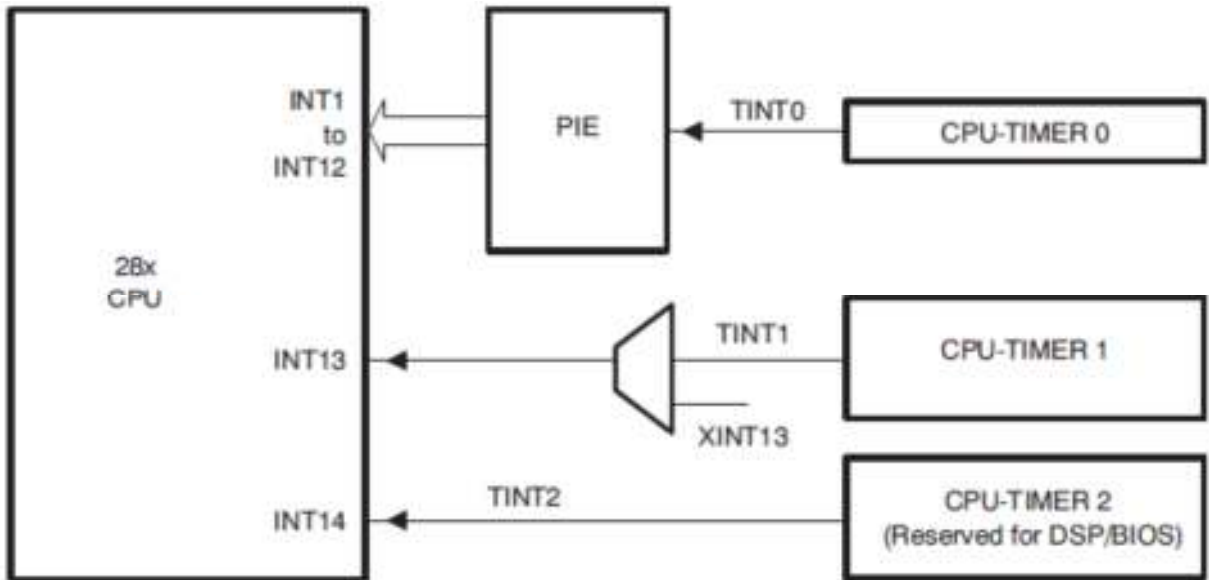 INT1
to
INT12
PIE
TINT0
CPU-TIMER 0
28x
CPU
INT13
TINT1
CPU-TIMER 1
XINT13
INT14
TINT2
CPU-TIMER 2
(Reserved for DSP/BIOS)